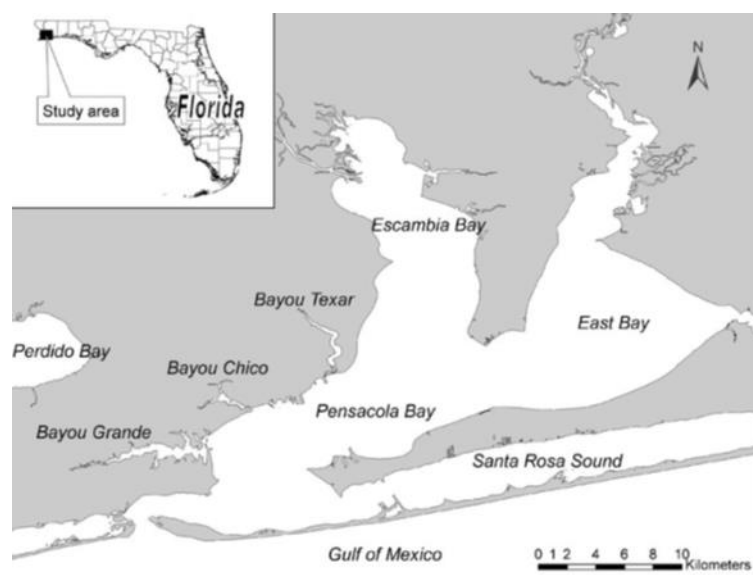 Florida
Study area
N
Escambia Bay
Bayou Texar
East Bay
Perdido Bay
Bayou Chico
Pensacola Bay
Bayou Grande
Santa Rosa Sound
Gulf of Mexico
0 1 2 4 6 8 10
Kilometers